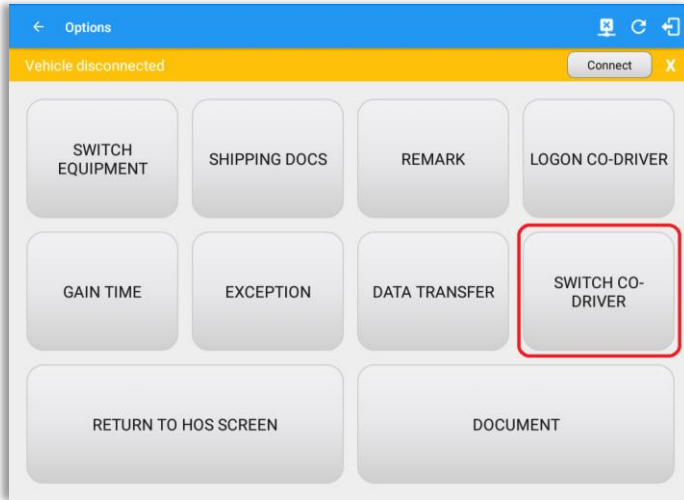 Options
Vehicle disconnected
Connect
X
SWITCH
EQUIPMENT
SHIPPING DOCS
REMARK
LOGON CO-DRIVER
GAIN TIME
EXCEPTION
DATA TRANSFER
SWITCH CO-
DRIVER
RETURN TO HOS SCREEN
DOCUMENT